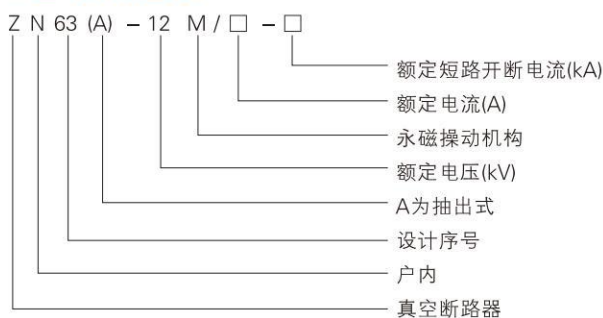 ZN63(A)-12M/□-□
额定短路开断电流(kA)
额定电流(A)
永磁操动机构
额定电压(kV)
A为抽出式
设计序号
户内
真空断路器